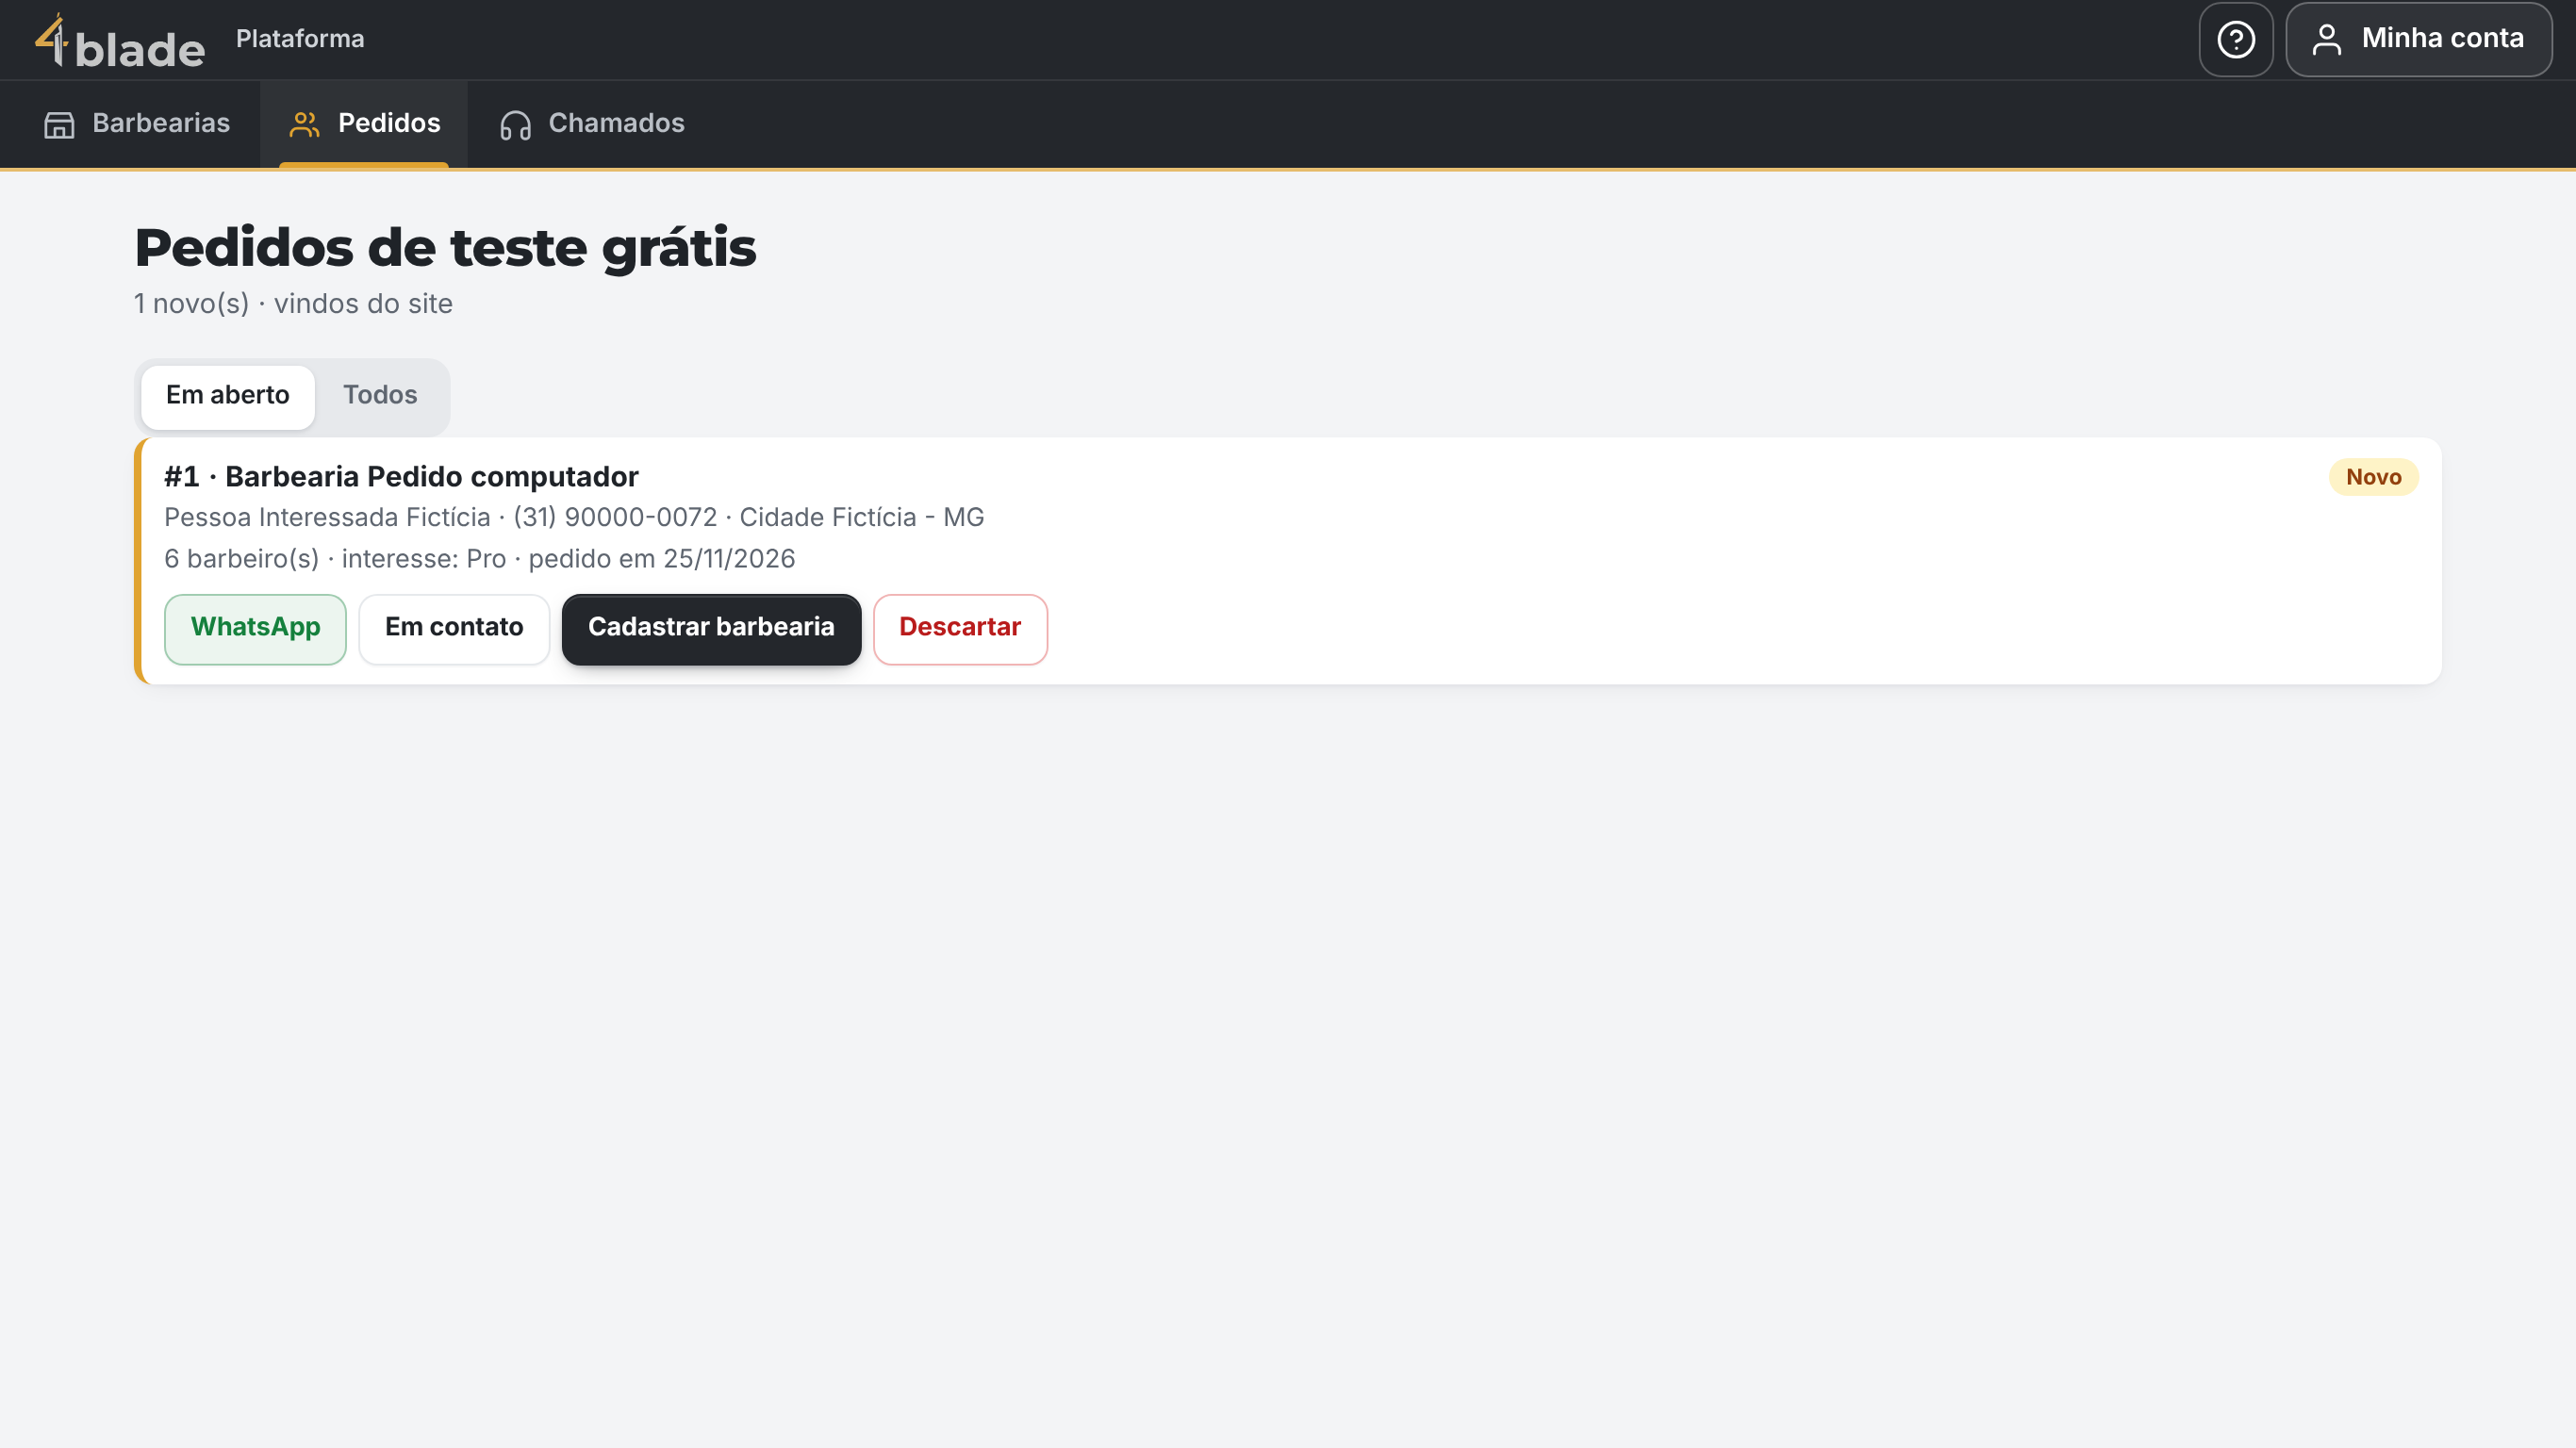 4blade Plataforma
Minha conta
Barbearias Pedidos Chamados
Pedidos de teste grátis
1 novo(s) · vindos do site
Em aberto Todos
#1 · Barbearia Pedido computador Novo
Pessoa Interessada Fictícia · (31) 90000-0072 · Cidade Fictícia - MG
6 barbeiro(s) · interesse: Pro · pedido em 25/11/2026
WhatsApp Em contato Cadastrar barbearia Descartar